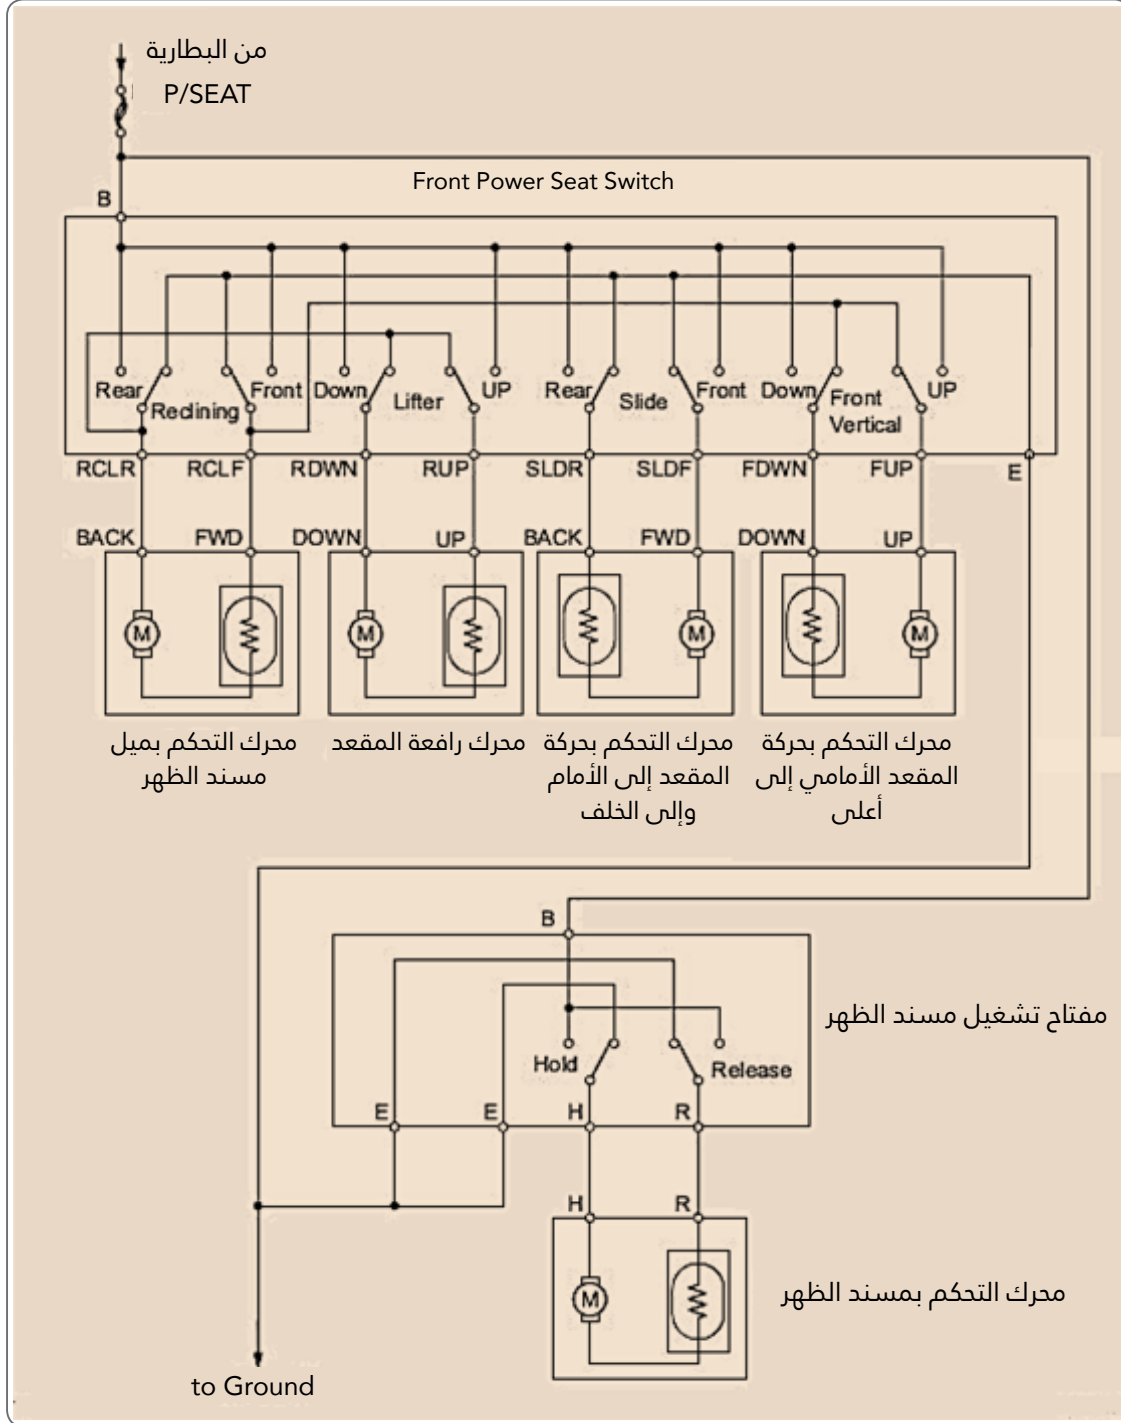 من البطارية
P/SEAT
Front Power Seat Switch
B
Rear Reclining Front Down Lifter UP Rear Slide Front Down Front Vertical UP
RCLR RCLF RDWN RUP SLDR SLDF FDWN FUP E
BACK FWD DOWN UP BACK FWD DOWN UP
M M M M
محرك التحكم بميل
مسند الظهر
محرك رافعة المقعد
محرك التحكم بحركة
المقعد إلى الأمام
وإلى الخلف
محرك التحكم بحركة
المقعد الأمامي إلى
أعلى
B
مفتاح تشغيل مسند الظهر
Hold Release
E E H R
H R
M
محرك التحكم بمسند الظهر
to Ground